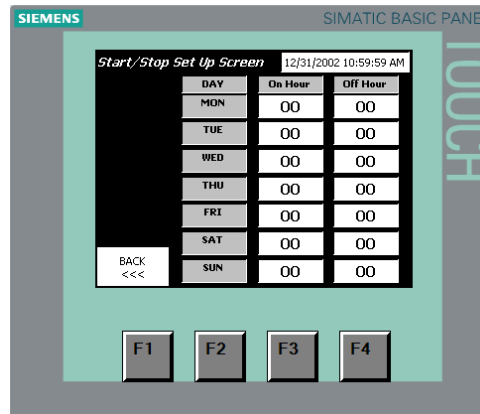 SIEMENS SIMATIC BASIC PANE
TOUCH
Start/Stop Set Up Screen 12/31/2002 10:59:59 AM
DAY On Hour Off Hour
MON 00 00
TUE 00 00
WED 00 00
THU 00 00
FRI 00 00
SAT 00 00
BACK
<<<
SUN 00 00
F1 F2 F3 F4